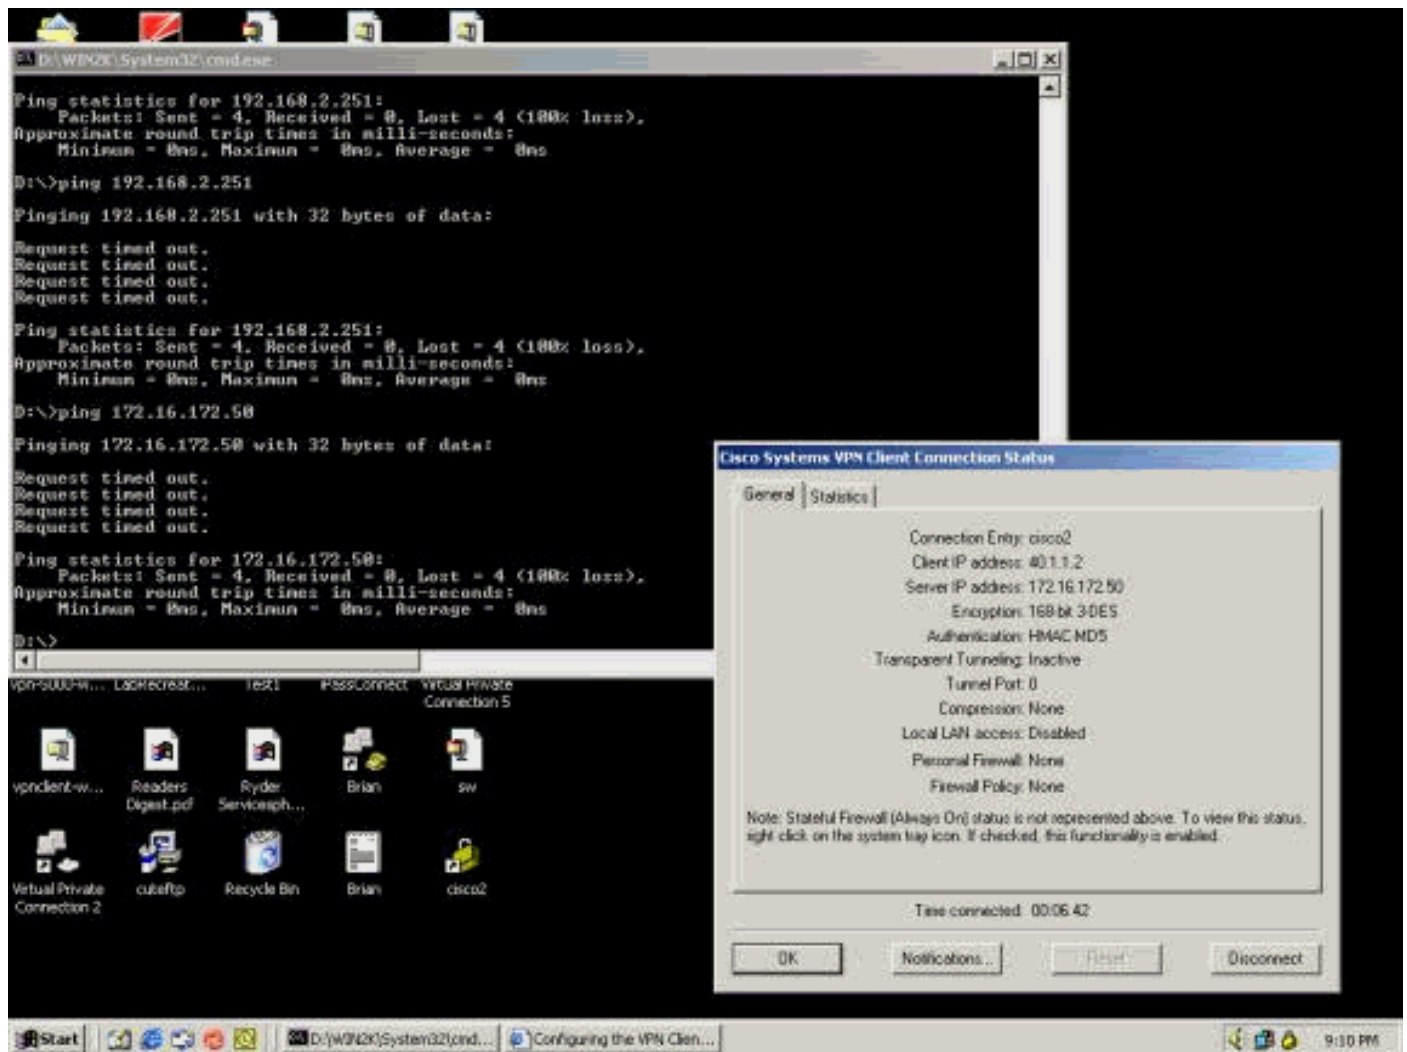 D:\WIN2K\System32\cmd.exe
Ping statistics for 192.168.2.251:
Packets: Sent = 4, Received = 0, Lost = 4 (100% loss),
Approximate round trip times in milli-seconds:
Minimum = 0ms, Maximum = 0ms, Average = 0ms
D:\>ping 192.168.2.251
Pinging 192.168.2.251 with 32 bytes of data:
Request timed out.
Request timed out.
Request timed out.
Request timed out.
Ping statistics for 192.168.2.251:
Packets: Sent = 4, Received = 0, Lost = 4 (100% loss),
Approximate round trip times in milli-seconds:
Minimum = 0ms, Maximum = 0ms, Average = 0ms
D:\>ping 172.16.172.50
Pinging 172.16.172.50 with 32 bytes of data:
Request timed out.
Request timed out.
Request timed out.
Request timed out.
Ping statistics for 172.16.172.50:
Packets: Sent = 4, Received = 0, Lost = 4 (100% loss),
Approximate round trip times in milli-seconds:
Minimum = 0ms, Maximum = 0ms, Average = 0ms
D:\>
Cisco Systems VPN Client Connection Status
General Statistics
Connection Entry: cisco2
Client IP address: 40.1.1.2
Server IP address: 172.16.172.50
Encryption: 168-bit 3-DES
Authentication: HMAC-MD5
Transparent Tunneling: Inactive
Tunnel Port: 0
Compression: None
Local LAN access: Disabled
Personal Firewall: None
Firewall Policy: None
Note: Stateful Firewall (Always On) status is not represented above. To view this status,
right click on the system tray icon. If checked, this functionality is enabled.
Time connected: 00:06:42
OK Notifications... Reset Disconnect
vpn-5000-w... LabRecreat... Test1 iPassConnect Virtual Private
Connection 5
vpnclient-w... Readers Ryder Brian sw
Digest.pcf Servicesph...
Virtual Private cuteftp Recycle Bin Brian cisco2
Connection 2
Start D:\WIN2K\System32\cmd... Configuring the VPN Clien... 9:10 PM